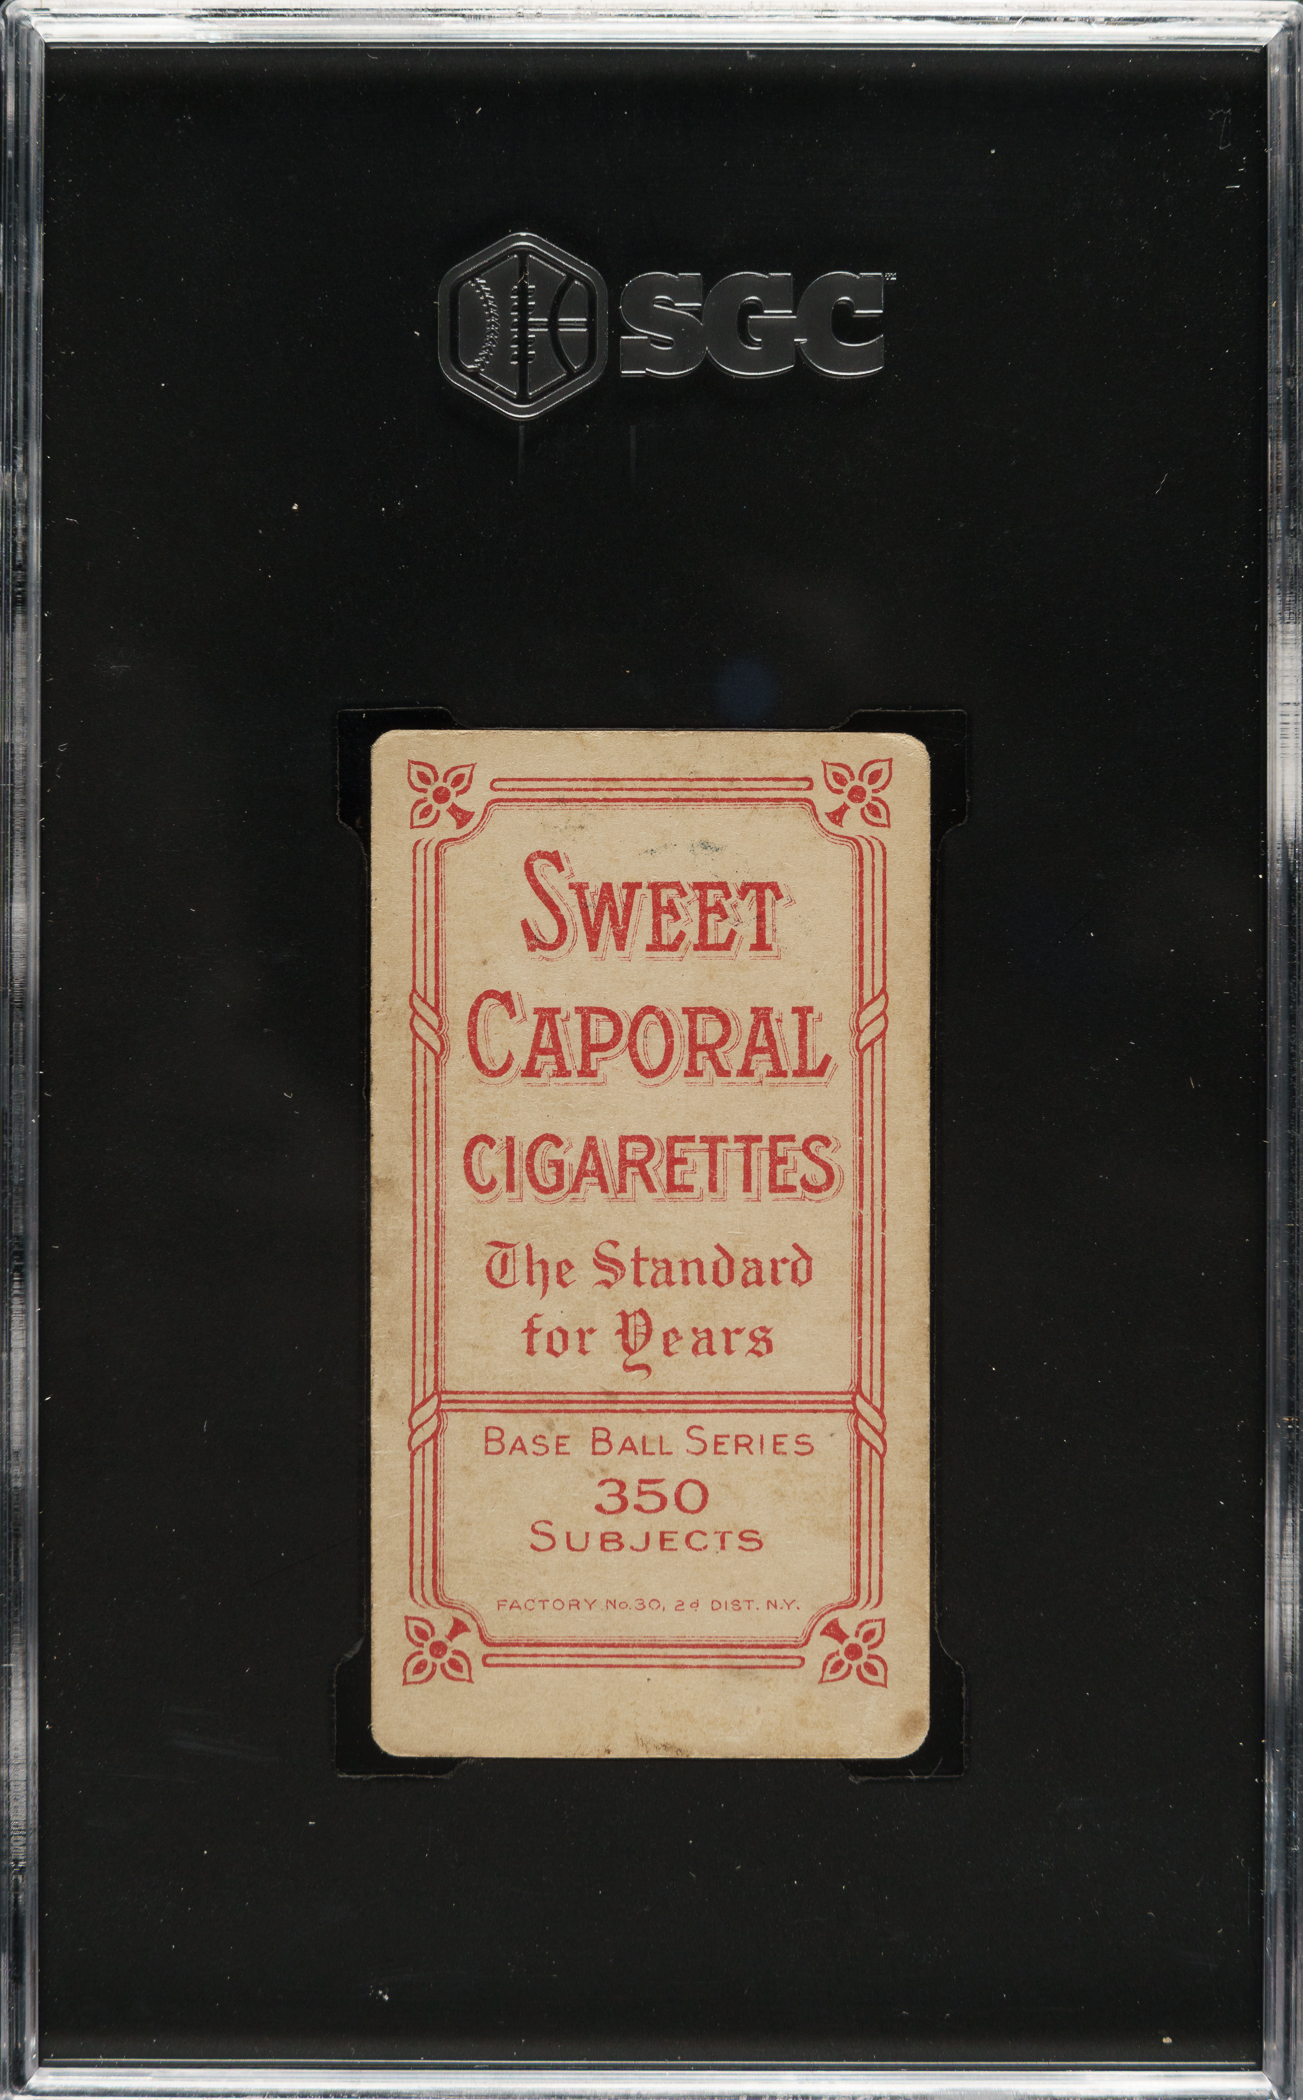 SGC
SWEET
CAPORAL
CIGARETTES
The Standard
for Years
BASE BALL SERIES
350
SUBJECTS
FACTORY No. 30, 2d DIST. N.Y.